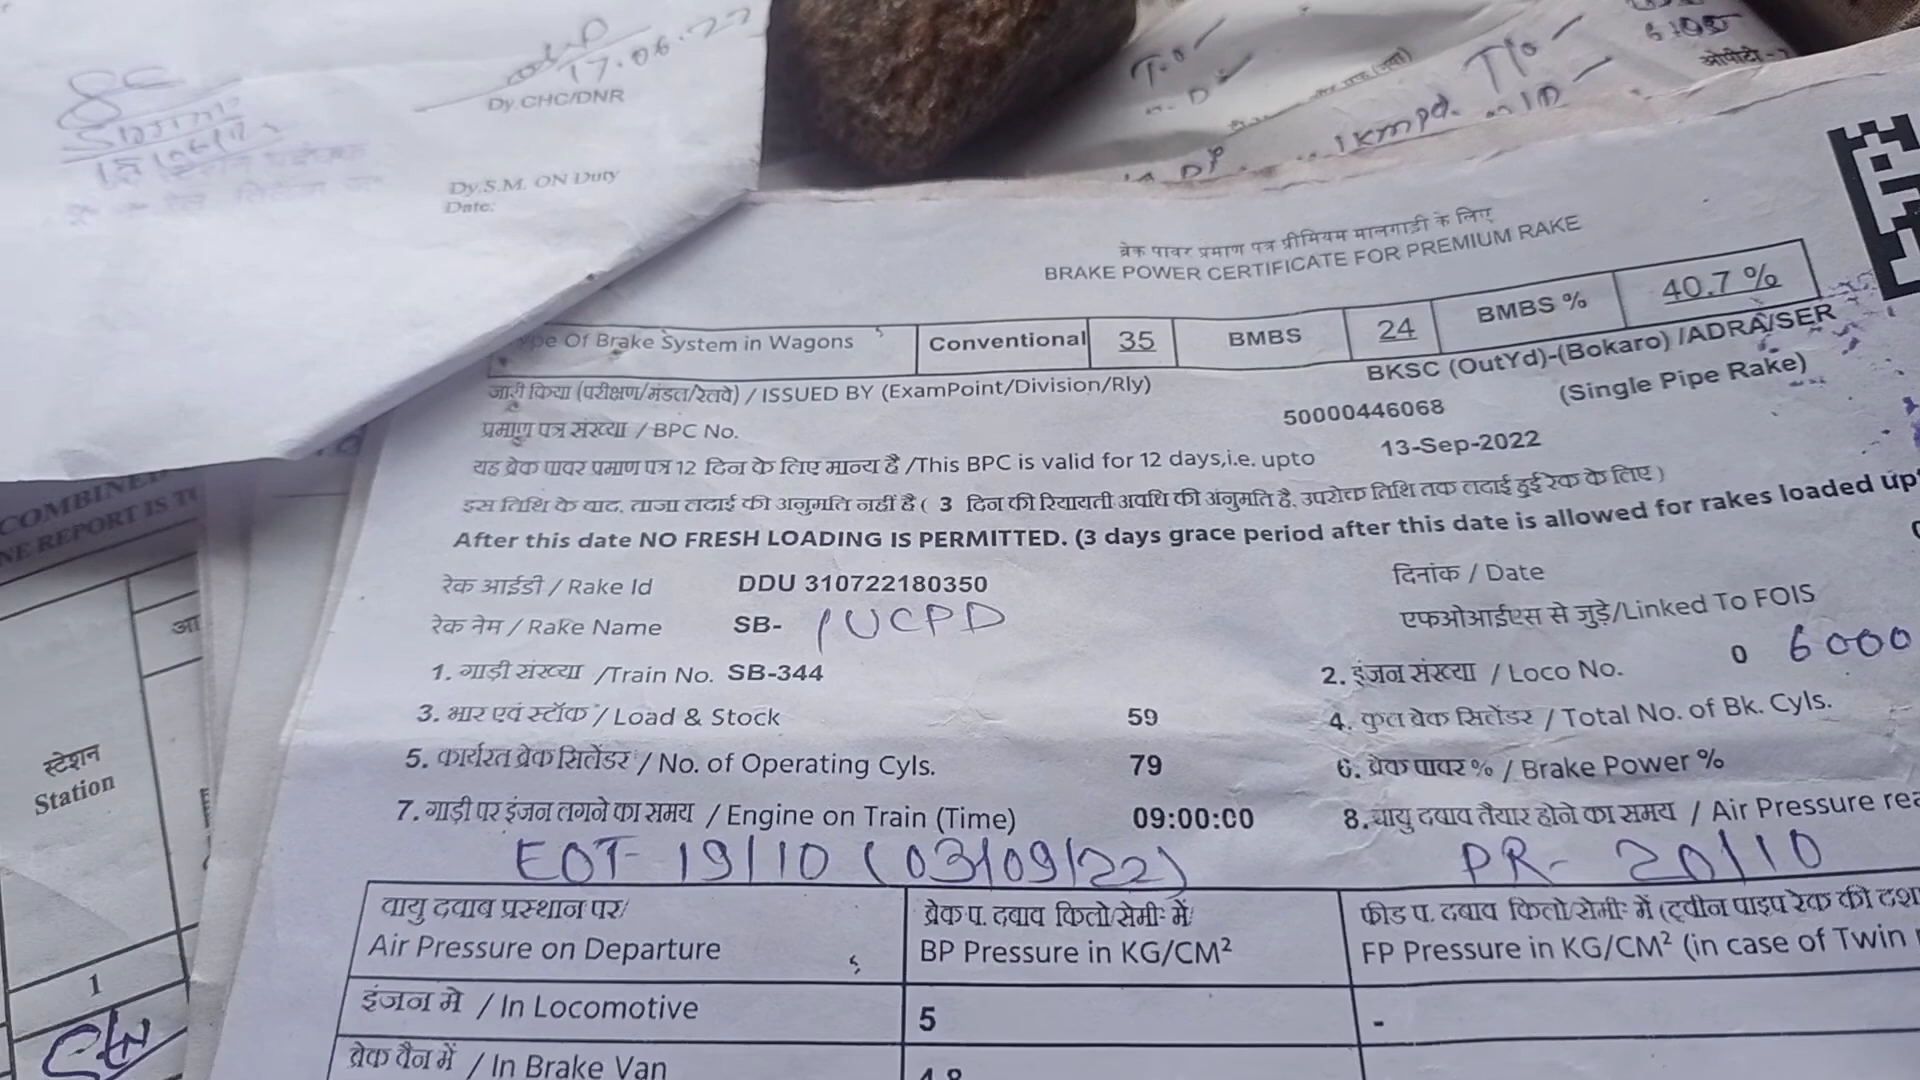 17.06.22
Dy.CHC/DNR
Dy.S.M. ON Duty
Date:
T.O
1kmpd.
ओपीटी-
ब्रेक पावर प्रमाण पत्र प्रीमियम मालगाड़ी के लिए
BRAKE POWER CERTIFICATE FOR PREMIUM RAKE
pe Of Brake System in Wagons Conventional 35 BMBS 24 BMBS % 40.7 %
जारी किया (परीक्षण/मंडल/रेलवे) / ISSUED BY (ExamPoint/Division/Rly) BKSC (OutYd)-(Bokaro) /ADRA/SER
प्रमाण पत्र संख्या / BPC No. 50000446068 (Single Pipe Rake)
यह ब्रेक पावर प्रमाण पत्र 12 दिन के लिए मान्य है /This BPC is valid for 12 days,i.e. upto 13-Sep-2022
इस तिथि के बाद, ताजा लदाई की अनुमति नहीं है ( 3 दिन की रियायती अवधि की अनुमति है, उपरोक्त तिथि तक लदाई हुई रेक के लिए )
After this date NO FRESH LOADING IS PERMITTED. (3 days grace period after this date is allowed for rakes loaded up
रेक आईडी / Rake Id DDU 310722180350 दिनांक / Date
रेक नेम / Rake Name SB- /UCPD एफओआईएस से जुड़े/Linked To FOIS
1. गाड़ी संख्या /Train No. SB-344 2. इंजन संख्या / Loco No. 0 6000
3. भार एवं स्टॉक / Load & Stock 59 4. कुल ब्रेक सिलेंडर / Total No. of Bk. Cyls.
5. कार्यरत ब्रेक सिलेंडर / No. of Operating Cyls. 79 6. ब्रेक पावर % / Brake Power %
7. गाड़ी पर इंजन लगने का समय / Engine on Train (Time) 09:00:00 8. वायु दवाव तैयार होने का समय / Air Pressure rea
EOT- 19/10 (03/09/22) PR- 20/10
वायु दवाब प्रस्थान पर/ ब्रेक प. दबाव किलो/सेमी² में/ फीड प. दबाव किलो/सेमी² में (ट्वीन पाइप रेक की दशा
Air Pressure on Departure BP Pressure in KG/CM² FP Pressure in KG/CM² (in case of Twin
इंजन मे / In Locomotive 5 -
ब्रेक वैन में / In Brake Van 4.8
COMBINE
NE REPORT IS T
आ
स्टेशन
Station
1